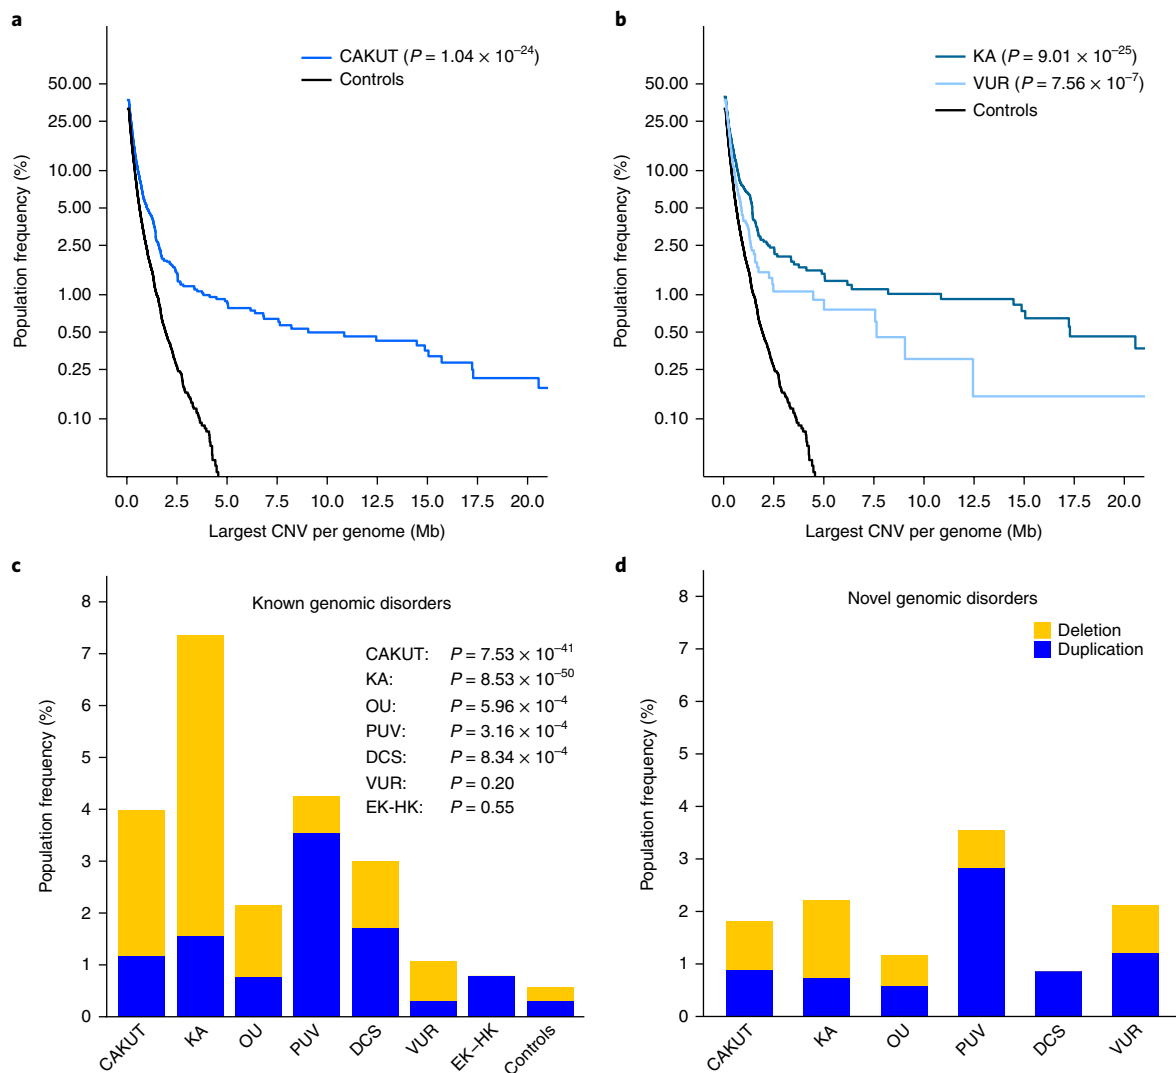 a
CAKUT (P = 1.04 × 10⁻²⁴)
Controls
50.00
25.00
10.00
5.00
2.50
1.00
0.50
0.25
0.10
Population frequency (%)
0.0 2.5 5.0 7.5 10.0 12.5 15.0 17.5 20.0
Largest CNV per genome (Mb)
b
KA (P = 9.01 × 10⁻²⁵)
VUR (P = 7.56 × 10⁻⁷)
Controls
50.00
25.00
10.00
5.00
2.50
1.00
0.50
0.25
0.10
Population frequency (%)
0.0 2.5 5.0 7.5 10.0 12.5 15.0 17.5 20.0
Largest CNV per genome (Mb)
c
Known genomic disorders
CAKUT: P = 7.53 × 10⁻⁴¹
KA: P = 8.53 × 10⁻⁵⁰
OU: P = 5.96 × 10⁻⁴
PUV: P = 3.16 × 10⁻⁴
DCS: P = 8.34 × 10⁻⁴
VUR: P = 0.20
EK-HK: P = 0.55
8
7
6
5
4
3
2
1
0
Population frequency (%)
CAKUT KA OU PUV DCS VUR EK–HK Controls
d
Novel genomic disorders
Deletion
Duplication
8
7
6
5
4
3
2
1
0
Population frequency (%)
CAKUT KA OU PUV DCS VUR